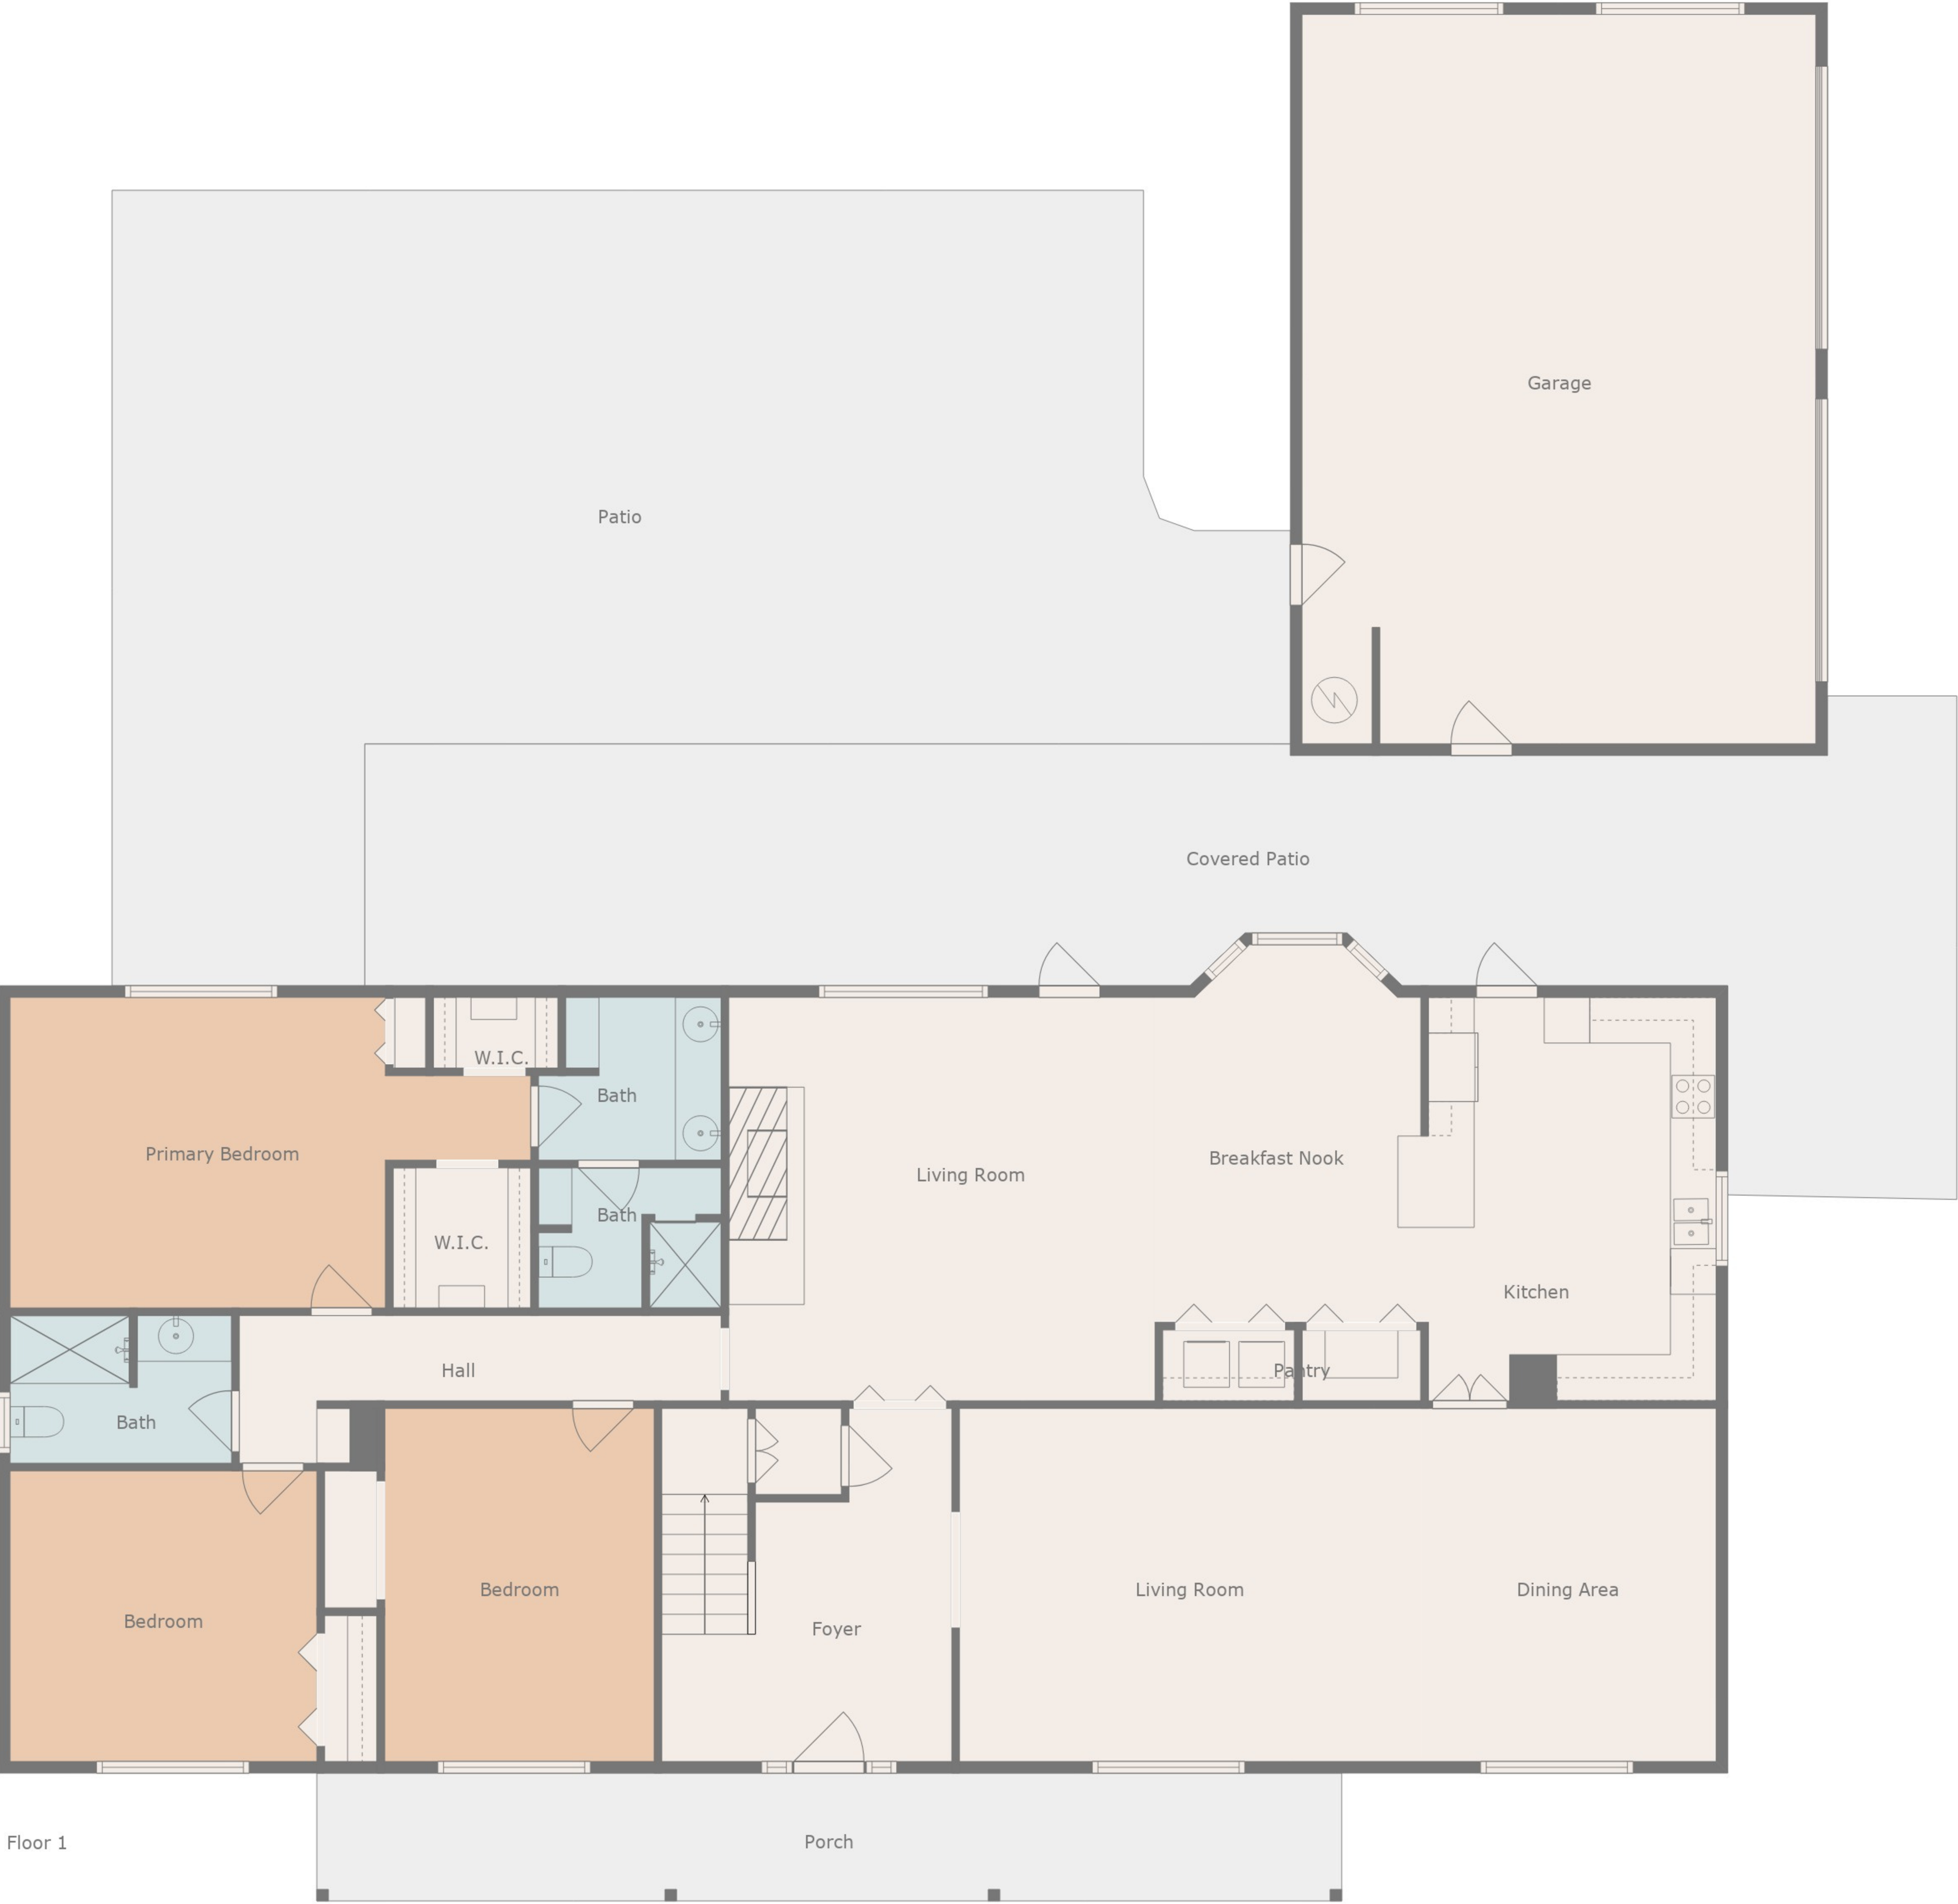 Garage
Patio
Covered Patio
W.I.C.
Bath
Primary Bedroom
Breakfast Nook
Living Room
Bath
W.I.C.
Kitchen
Hall
Pantry
Bath
Bedroom
Living Room
Dining Area
Bedroom
Foyer
Porch
Floor 1